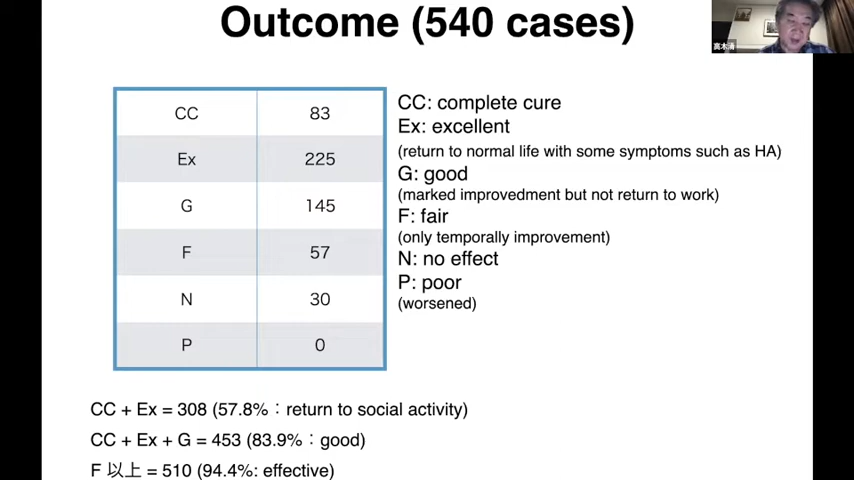 Outcome (540 cases)
高木清
CC 83
Ex 225
G 145
F 57
N 30
P 0
CC: complete cure
Ex: excellent
(return to normal life with some symptoms such as HA)
G: good
(marked improvedment but not return to work)
F: fair
(only temporally improvement)
N: no effect
P: poor
(worsened)
CC + Ex = 308 (57.8%：return to social activity)
CC + Ex + G = 453 (83.9%：good)
F 以上 = 510 (94.4%: effective)